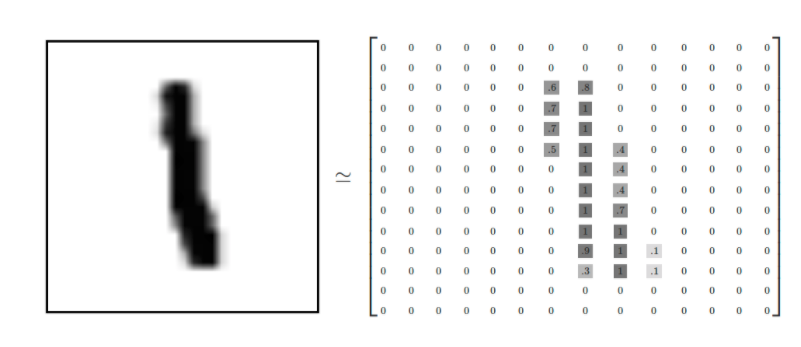 ≃
0 0 0 0 0 0 0 0 0 0 0 0 0 0
0 0 0 0 0 0 0 0 0 0 0 0 0 0
0 0 0 0 0 0 .6 .8 0 0 0 0 0 0
0 0 0 0 0 0 .7 1 0 0 0 0 0 0
0 0 0 0 0 0 .7 1 0 0 0 0 0 0
0 0 0 0 0 0 .5 1 .4 0 0 0 0 0
0 0 0 0 0 0 0 1 .4 0 0 0 0 0
0 0 0 0 0 0 0 1 .4 0 0 0 0 0
0 0 0 0 0 0 0 1 .7 0 0 0 0 0
0 0 0 0 0 0 0 1 1 0 0 0 0 0
0 0 0 0 0 0 0 .9 1 .1 0 0 0 0
0 0 0 0 0 0 0 .3 1 .1 0 0 0 0
0 0 0 0 0 0 0 0 0 0 0 0 0 0
0 0 0 0 0 0 0 0 0 0 0 0 0 0